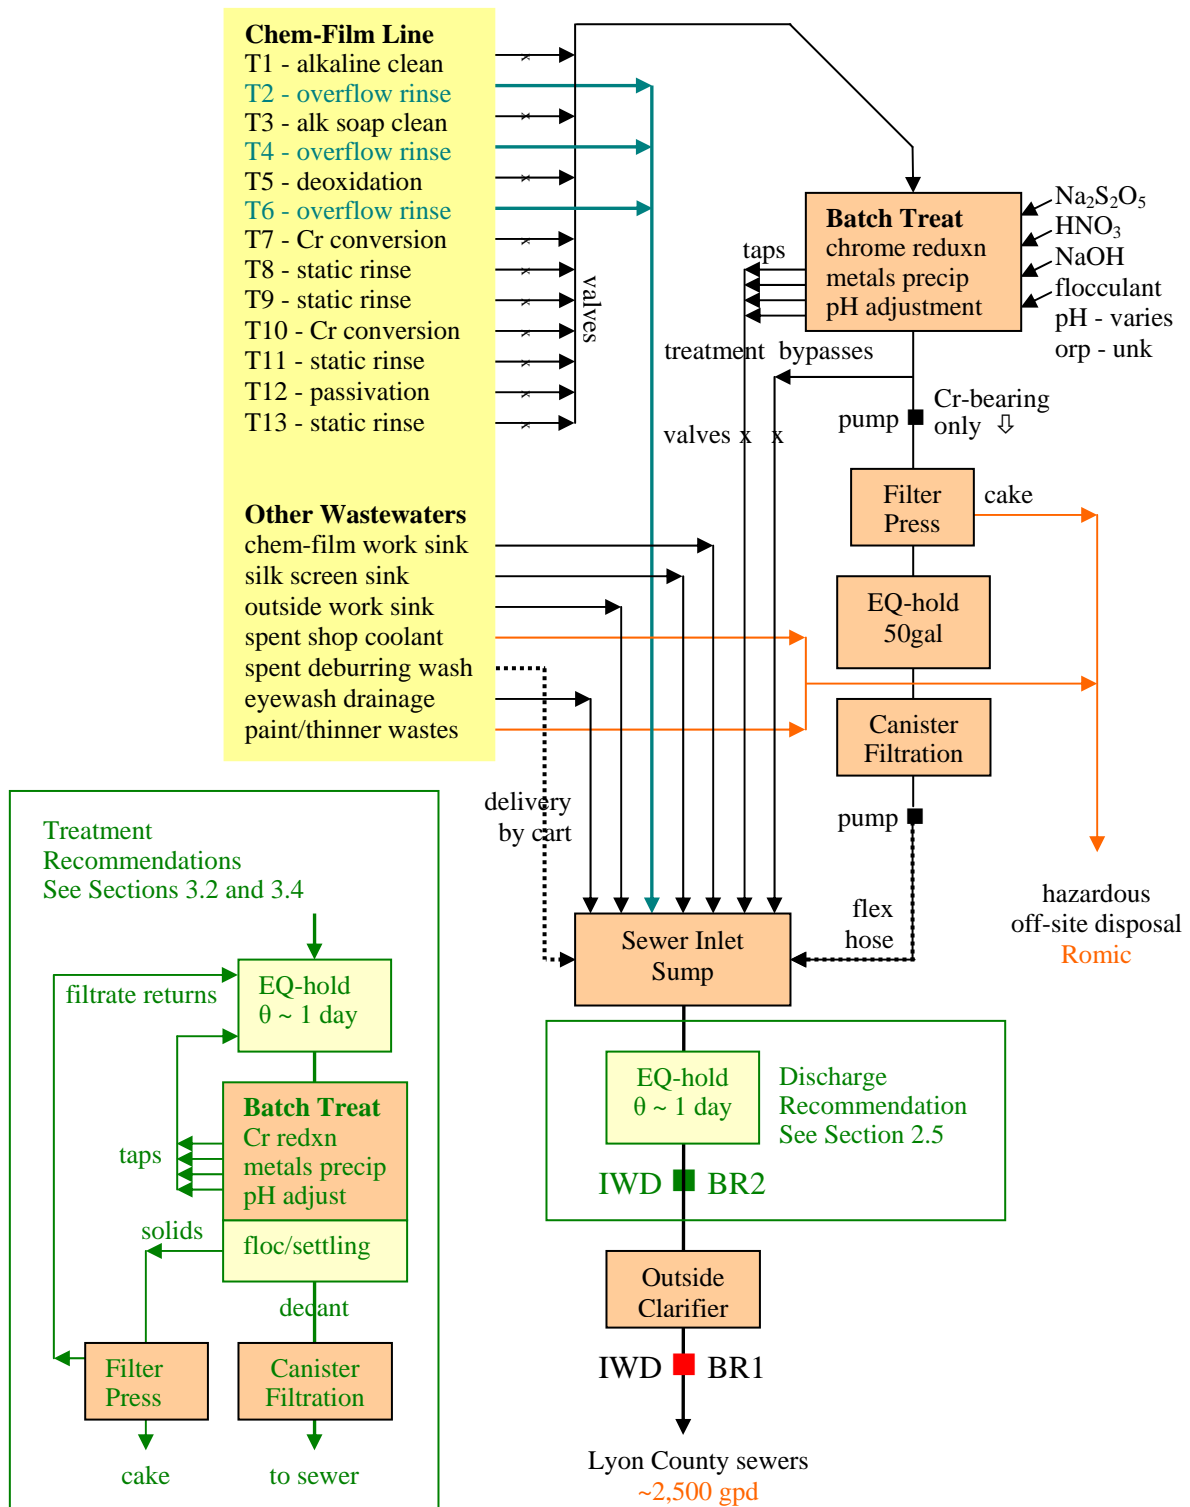 Chem-Film Line
T1 - alkaline clean
T2 - overflow rinse
T3 - alk soap clean
T4 - overflow rinse
T5 - deoxidation
T6 - overflow rinse
T7 - Cr conversion
T8 - static rinse
T9 - static rinse
T10 - Cr conversion
T11 - static rinse
T12 - passivation
T13 - static rinse
valves
Batch Treat
chrome reduxn
metals precip
pH adjustment
Na₂S₂O₅
HNO₃
NaOH
flocculant
pH - varies
orp - unk
taps
treatment bypasses
valves x x
pump
Cr-bearing
only ⇩
Filter
Press
cake
EQ-hold
50gal
Canister
Filtration
pump
flex
hose
hazardous
off-site disposal
Romic
Other Wastewaters
chem-film work sink
silk screen sink
outside work sink
spent shop coolant
spent deburring wash
eyewash drainage
paint/thinner wastes
delivery
by cart
Sewer Inlet
Sump
EQ-hold
θ ~ 1 day
Discharge
Recommendation
See Section 2.5
IWD BR2
Outside
Clarifier
IWD BR1
Lyon County sewers
~2,500 gpd
Treatment
Recommendations
See Sections 3.2 and 3.4
filtrate returns
EQ-hold
θ ~ 1 day
Batch Treat
Cr redxn
metals precip
pH adjust
taps
solids
floc/settling
decant
Filter
Press
Canister
Filtration
cake
to sewer